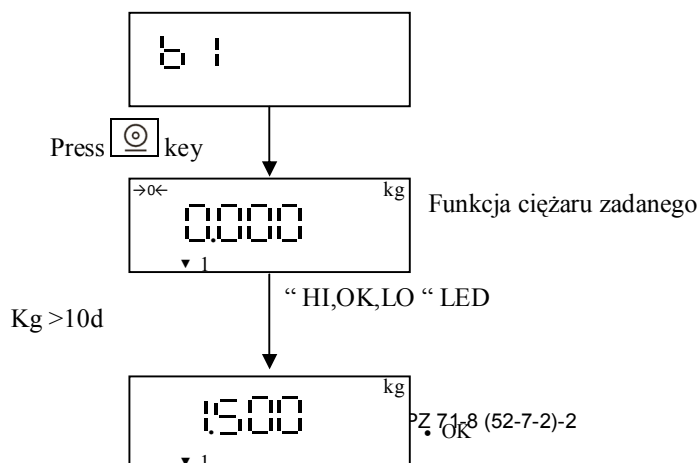 b 1
Press key
→0← kg
0.000
▼ 1
Funkcja ciężaru zadanego
“ HI,OK,LO “ LED
Kg >10d
kg
1.500
PZ 71-8 (52-7-2)-2
• OK
▼ 1